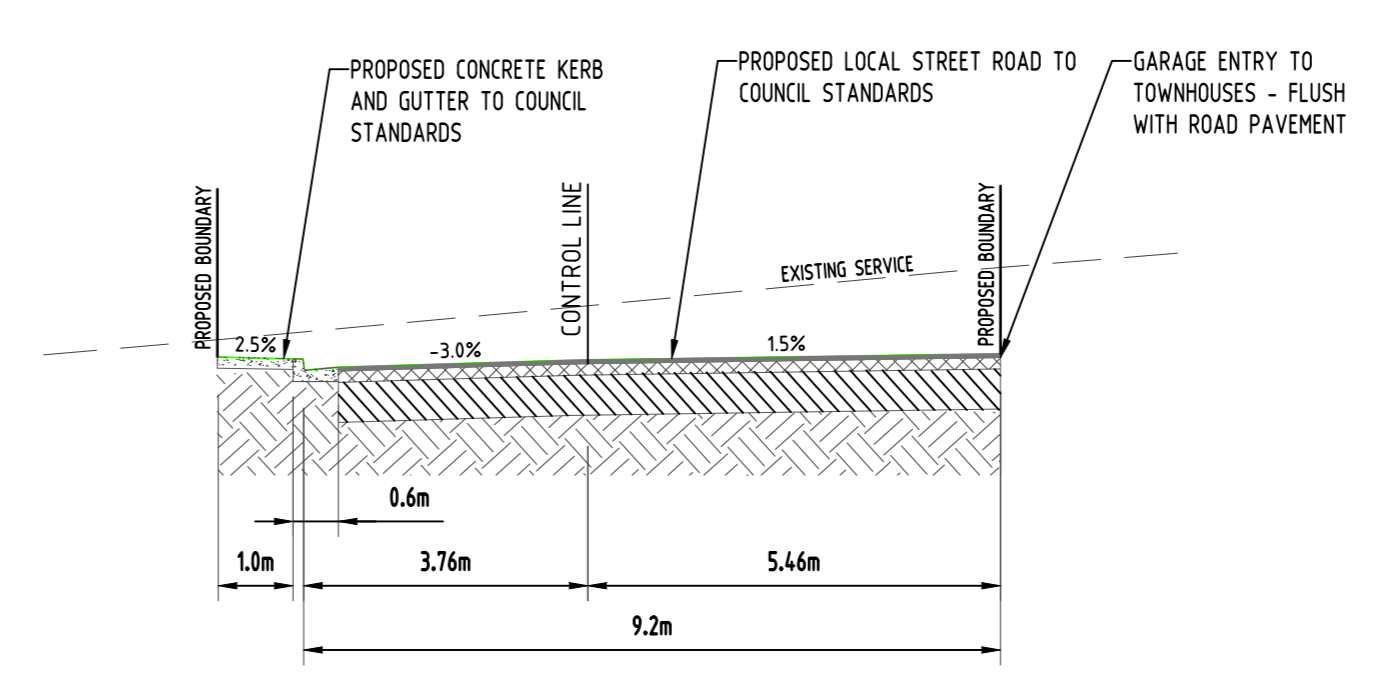 PROPOSED CONCRETE KERB
AND GUTTER TO COUNCIL
STANDARDS
PROPOSED LOCAL STREET ROAD TO
COUNCIL STANDARDS
GARAGE ENTRY TO
TOWNHOUSES - FLUSH
WITH ROAD PAVEMENT
PROPOSED BOUNDARY
CONTROL LINE
PROPOSED BOUNDARY
EXISTING SERVICE
2.5%
-3.0%
1.5%
0.6m
1.0m
3.76m
5.46m
9.2m